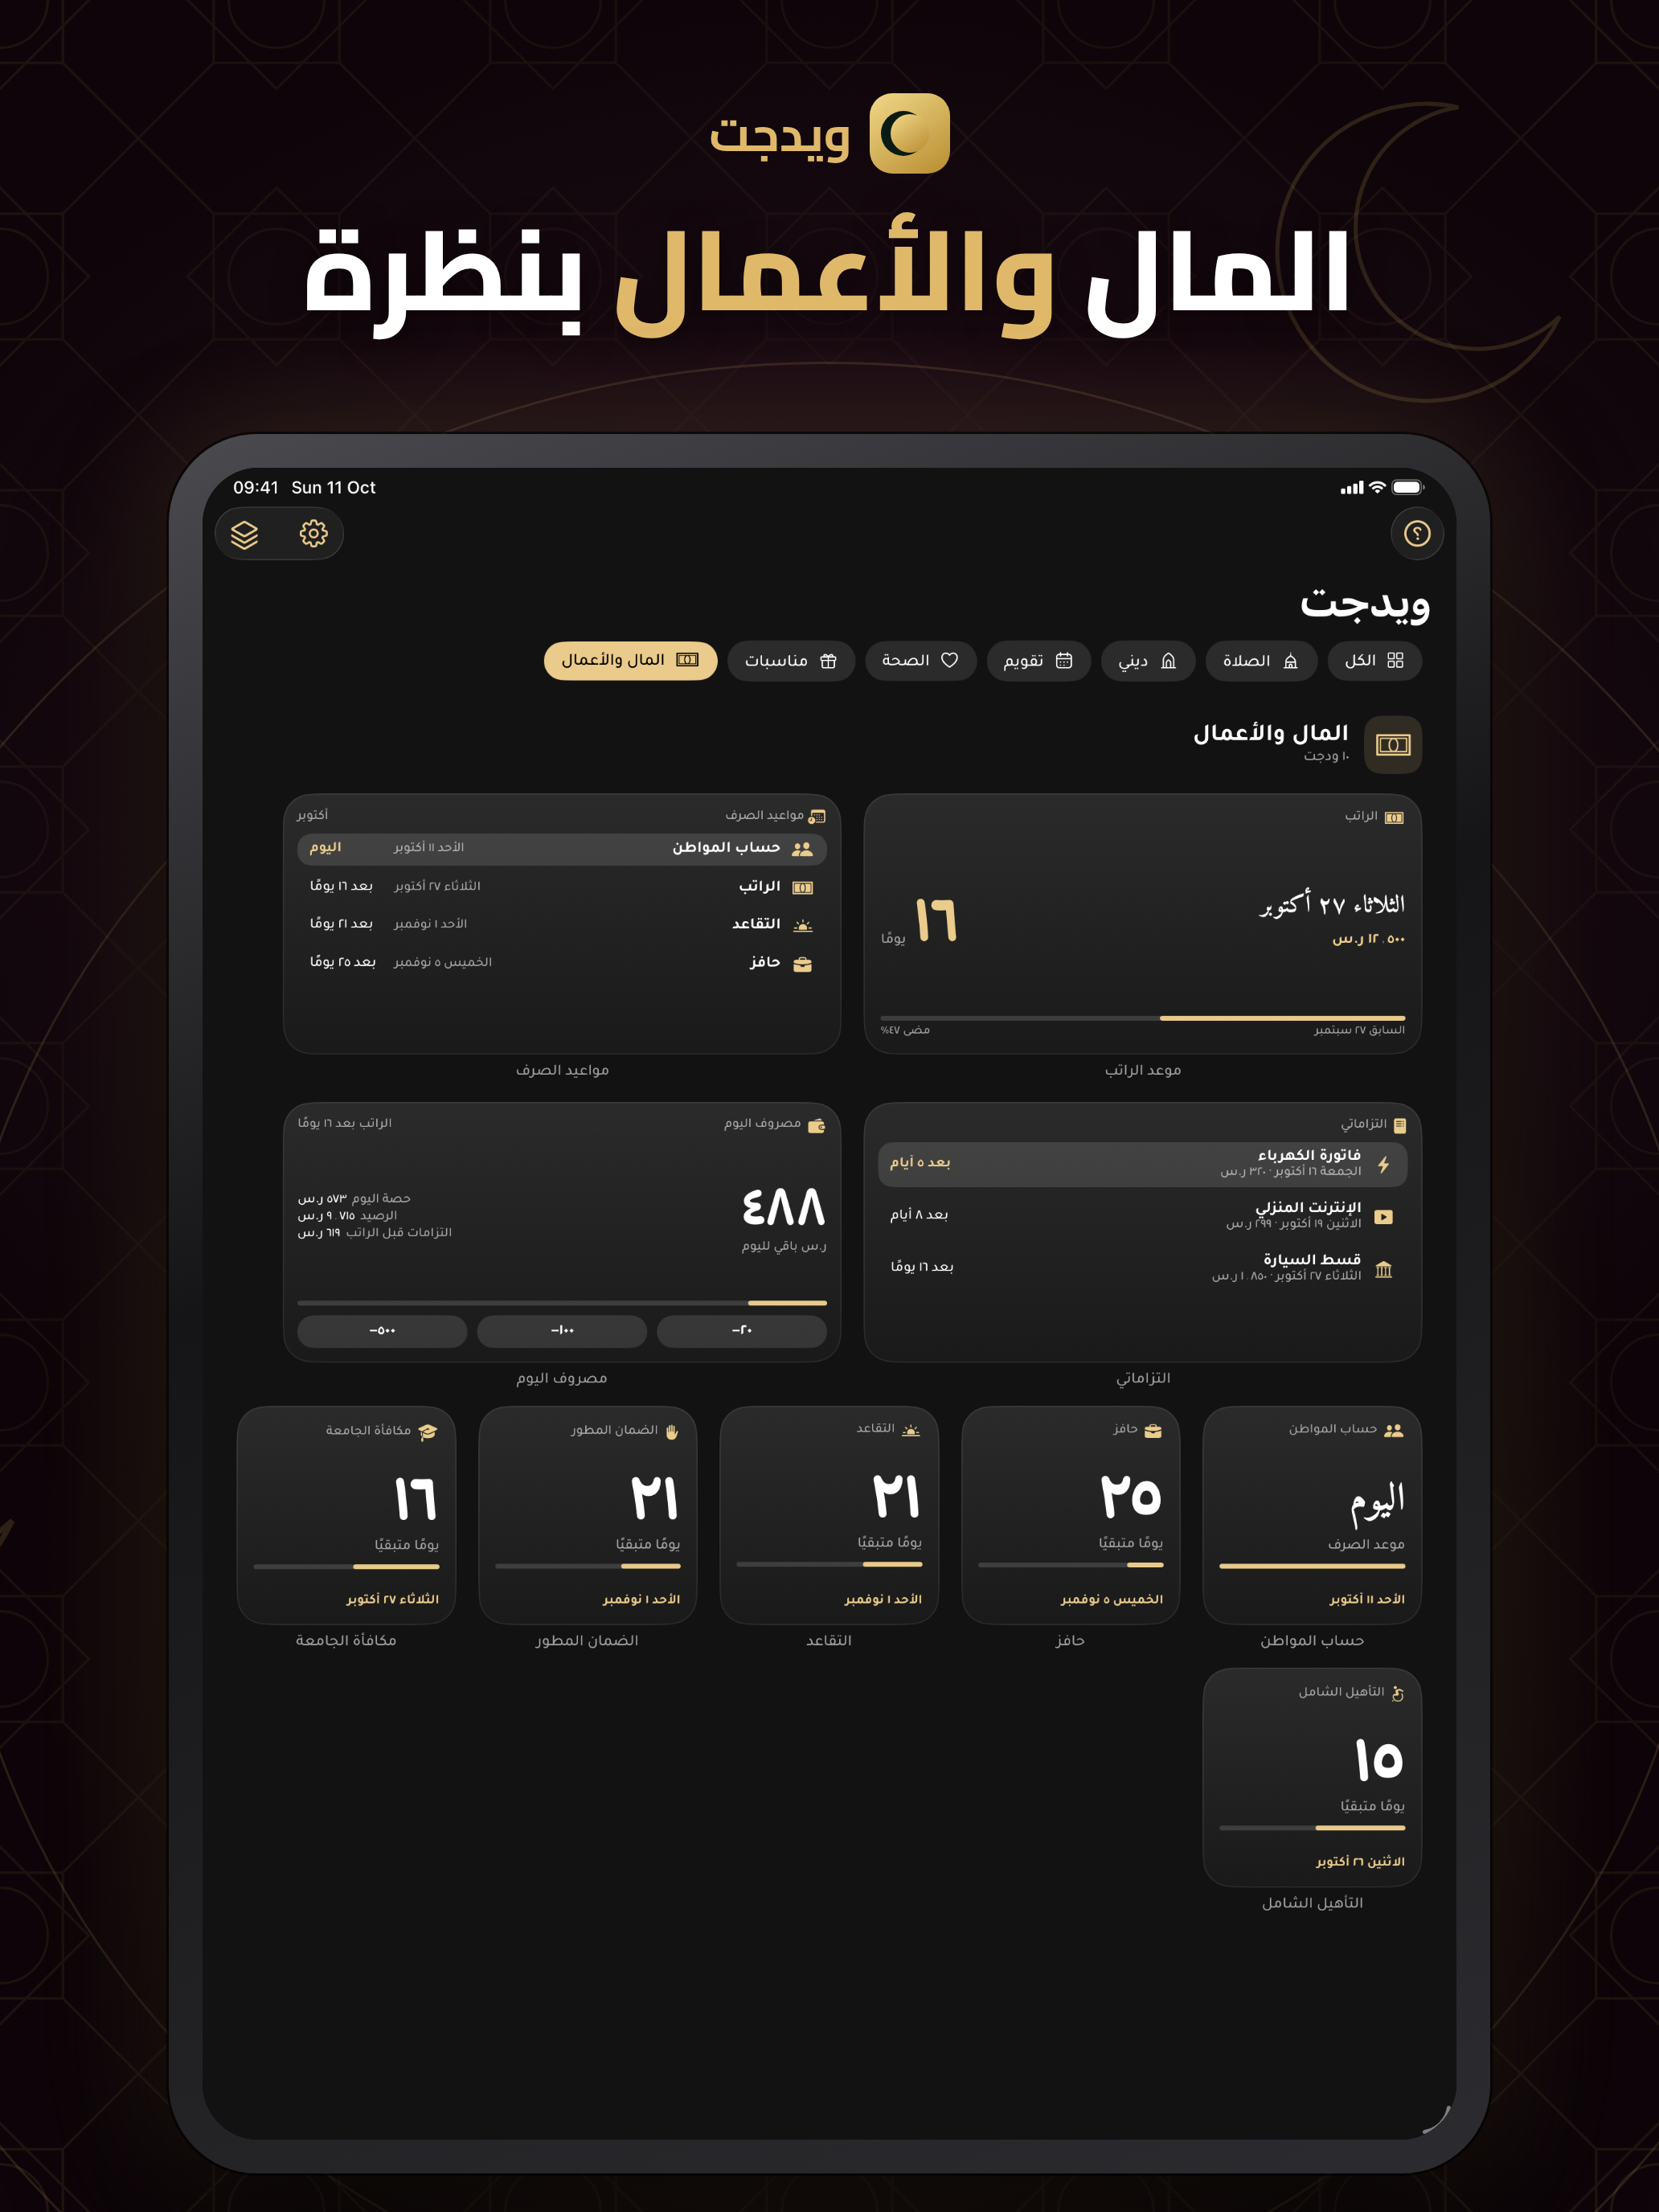 ويدجت
المال والأعمال بنظرة
09:41 Sun 11 Oct
؟
ويدجت
الكل
الصلاة
ديني
تقويم
الصحة
مناسبات
المال والأعمال
المال والأعمال
١٠ ودجت
الراتب
الثلاثاء ٢٧ أكتوبر
١٢٬٥٠٠ ر.س
١٦ يومًا
السابق ٢٧ سبتمبر
مضى ٤٧%
موعد الراتب
مواعيد الصرف
أكتوبر
حساب المواطن الأحد ١١ أكتوبر اليوم
الراتب الثلاثاء ٢٧ أكتوبر بعد ١٦ يومًا
التقاعد الأحد ١ نوفمبر بعد ٢١ يومًا
حافز الخميس ٥ نوفمبر بعد ٢٥ يومًا
مواعيد الصرف
التزاماتي
فاتورة الكهرباء
الجمعة ١٦ أكتوبر · ٣٢٠ ر.س
بعد ٥ أيام
الإنترنت المنزلي
الاثنين ١٩ أكتوبر · ٢٩٩ ر.س
بعد ٨ أيام
قسط السيارة
الثلاثاء ٢٧ أكتوبر · ١٬٨٥٠ ر.س
بعد ١٦ يومًا
التزاماتي
مصروف اليوم
الراتب بعد ١٦ يومًا
٤٨٨
ر.س باقي لليوم
حصة اليوم ٥٧٣ ر.س
الرصيد ٩٬٧١٥ ر.س
التزامات قبل الراتب ٦١٩ ر.س
−٢٠
−١٠٠
−٥٠٠
مصروف اليوم
حساب المواطن
اليوم
موعد الصرف
الأحد ١١ أكتوبر
حساب المواطن
حافز
٢٥
يومًا متبقيًا
الخميس ٥ نوفمبر
حافز
التقاعد
٢١
يومًا متبقيًا
الأحد ١ نوفمبر
التقاعد
الضمان المطور
٢١
يومًا متبقيًا
الأحد ١ نوفمبر
الضمان المطور
مكافأة الجامعة
١٦
يومًا متبقيًا
الثلاثاء ٢٧ أكتوبر
مكافأة الجامعة
التأهيل الشامل
١٥
يومًا متبقيًا
الاثنين ٢٦ أكتوبر
التأهيل الشامل